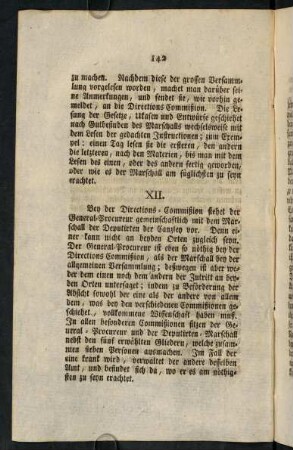 142
zu machen. Nachdem diese der grossen Versamm-
lung vorgelesen worden, machet man darüber sei-
ne Anmerkungen, und sendet sie, wie vorhin ge-
meldet, an die Directions Commißion. Die Le-
sung der Gesetze, Ukasen und Entwürfe geschiehet
nach Gutbefinden des Marschalls wechselsweise mit
dem Lesen der gedachten Instructionen; zum Exem-
pel: einen Tag lesen sie die ersteren, den andern
die letzteren, nach den Materien, bis man mit dem
Lesen des einen, oder des andern fertig geworden,
oder wie es der Marschall am füglichsten zu seyn
erachtet.
XII.
Bey der Directions-Commißion stehet der
General-Procureur gemeinschaftlich mit dem Mar-
schall der Deputirten der Canzley vor. Denn ei-
ner kann nicht an beyden Orten zugleich seyn.
Der General-Procureur ist eben so nöthig bey der
Directions Commißion, als der Marschall bey der
allgemeinen Versammlung; deswegen ist aber we-
der dem einen noch dem andern der Zutritt an bey-
den Orten untersaget; indem zu Beförderung der
Absicht sowohl der eine als der andere von allem
dem, was bey den verschiedenen Commißionen ge-
schiehet, vollkommene Wissenschaft haben muß.
In allen besonderen Commißionen sitzen der Ge-
neral-Procureur und der Deputirten-Marschall
nebst den fünf erwählten Gliedern, welche zusam-
men sieben Personen ausmachen. Im Fall der
eine krank wird, verwaltet der andere desselben
Amt, und befindet sich da, wo er es am nöthig-
sten zu seyn erachtet.